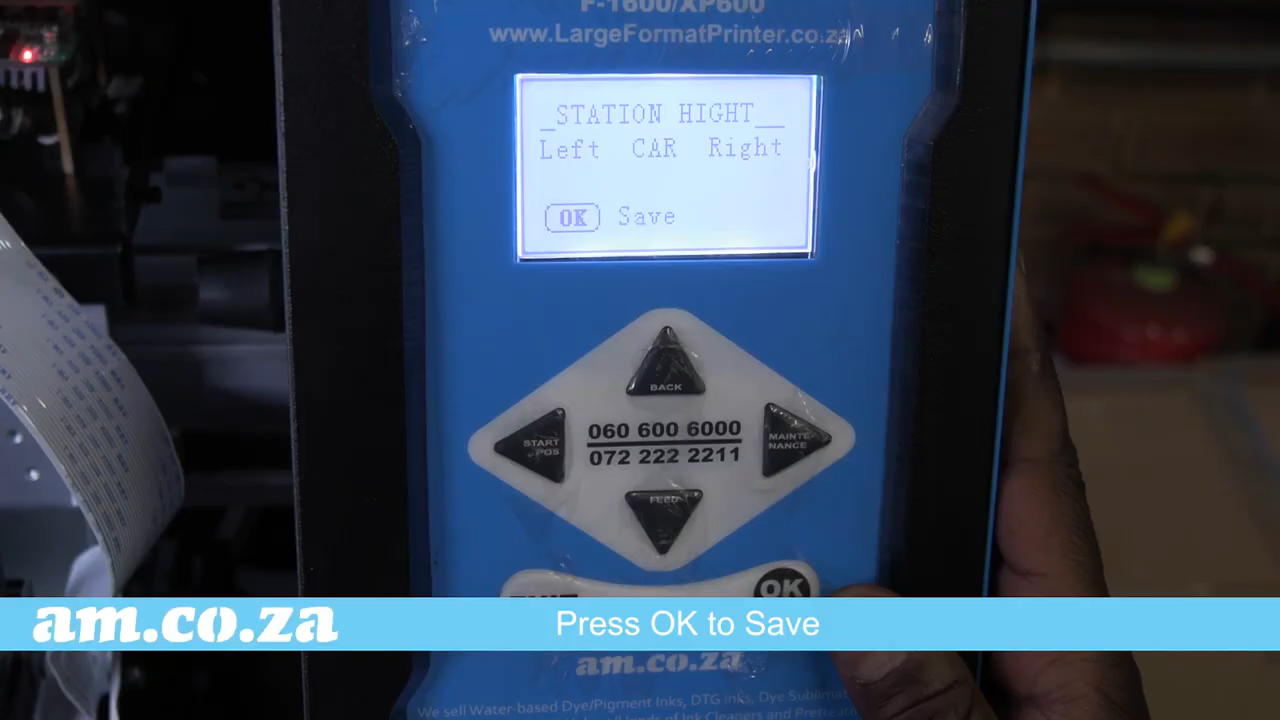 F-1600/XP600
www.LargeFormatPrinter.co.za
_STATION HIGHT__
Left CAR Right
OK Save
BACK
START
POS
060 600 6000
072 222 2211
MAINTE
NANCE
FEED
OK
am.co.za
Press OK to Save
am.co.za
We sell Water-based Dye/Pigment Inks, DTG inks, Dye Sublimat